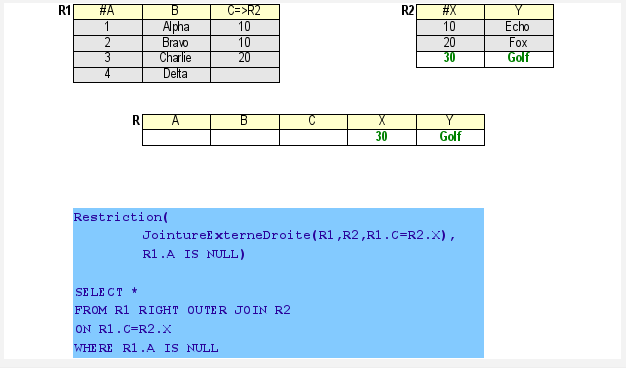 R1 #A B C=>R2
1 Alpha 10
2 Bravo 10
3 Charlie 20
4 Delta
R2 #X Y
10 Echo
20 Fox
30 Golf
R A B C X Y
30 Golf
Restriction(
JointureExterneDroite(R1,R2,R1.C=R2.X),
R1.A IS NULL)
SELECT *
FROM R1 RIGHT OUTER JOIN R2
ON R1.C=R2.X
WHERE R1.A IS NULL